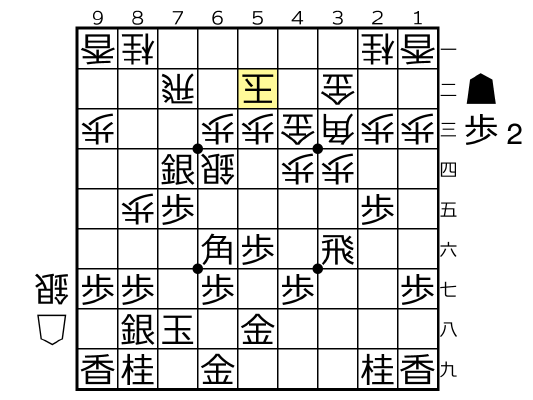 9 8 7 6 5 4 3 2 1
香 桂 桂 香 一
飛 王 金 二
歩 歩 歩 金 角 歩 歩 三
銀 銀 歩 歩 四
歩 歩 歩 五
角 歩 飛 六
歩 歩 歩 歩 歩 七
銀 玉 金 八
香 桂 金 桂 香 九
歩 2
銀